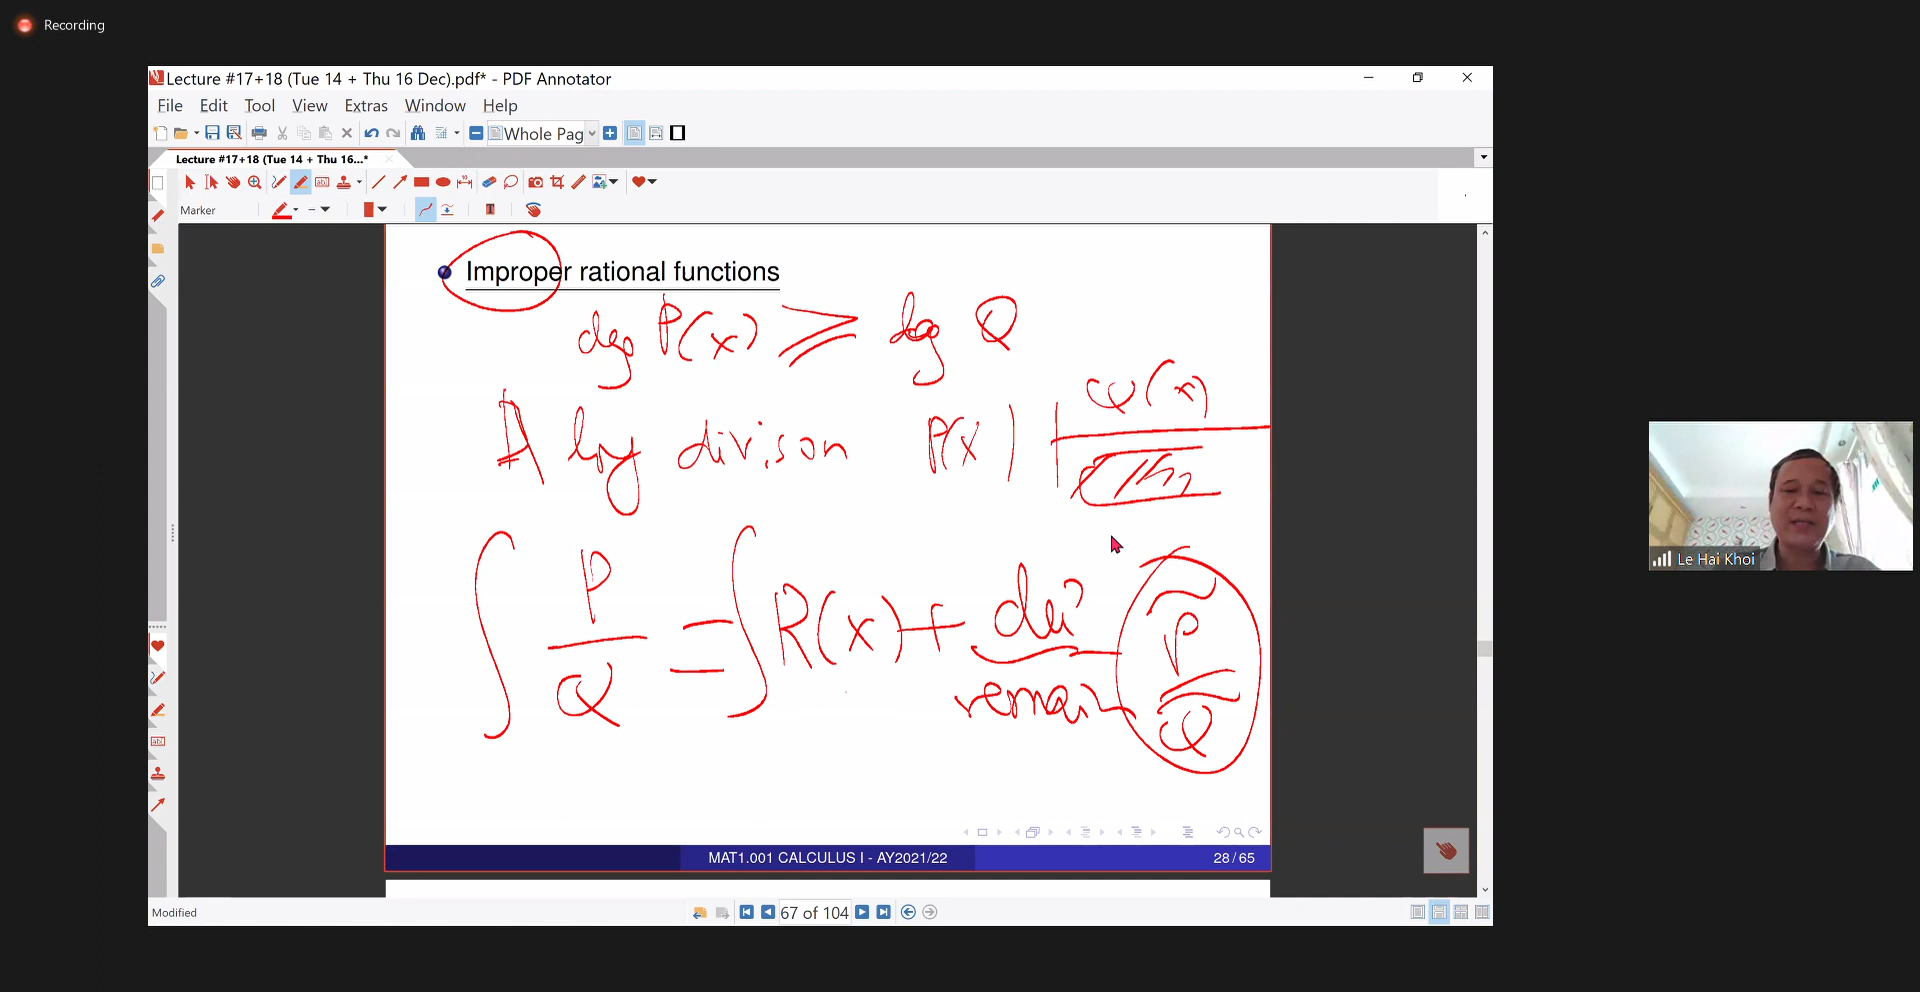 Recording
Lecture #17+18 (Tue 14 + Thu 16 Dec).pdf* - PDF Annotator
File Edit Tool View Extras Window Help
Whole Pag
Lecture #17+18 (Tue 14 + Thu 16...*
Marker
Improper rational functions
deg P(x) ≥ deg Q
by divison P(x) | Q(x)
∫ P/Q = ∫ R(x) + du
remain P̃/Q̃
Le Hai Khoi
MAT1.001 CALCULUS I - AY2021/22 28/65
Modified 67 of 104